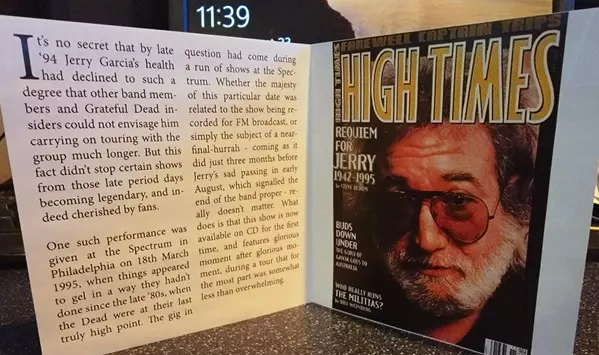 11:39
It's no secret that by late
'94 Jerry Garcia's health
had declined to such a
degree that other band mem-
bers and Grateful Dead in-
siders could not envisage him
carrying on touring with the
group much longer. But this
fact didn't stop certain shows
from those late period days
becoming legendary, and in-
deed cherished by fans.
One such performance was
given at the Spectrum in
Philadelphia on 18th March
1995, when things appeared
to gel in a way they hadn't
done since the late '80s, when
the Dead were at their last
truly high point. The gig in
question had come during
a run of shows at the Spec-
trum. Whether the majesty
of this particular date was
related to the show being re-
corded for FM broadcast, or
simply the subject of a near-
final-hurrah - coming as it
did just three months before
Jerry's sad passing in early
August, which signalled the
end of the band proper - re-
ally doesn't matter. What
does is that this show is now
available on CD for the first
time, and features glorious
moment after glorious mo-
ment, during a tour that for
the most part was somewhat
less than overwhelming.
FAREWELL CAPTAIN TRIPS
HIGH TIMES
HIGH TIMES
REQUIEM
FOR
JERRY
1942-1995
BUDS
DOWN
UNDER
GANJA GOES TO
AUSTRALIA
WHO REALLY RUNS
THE MILITIAS?